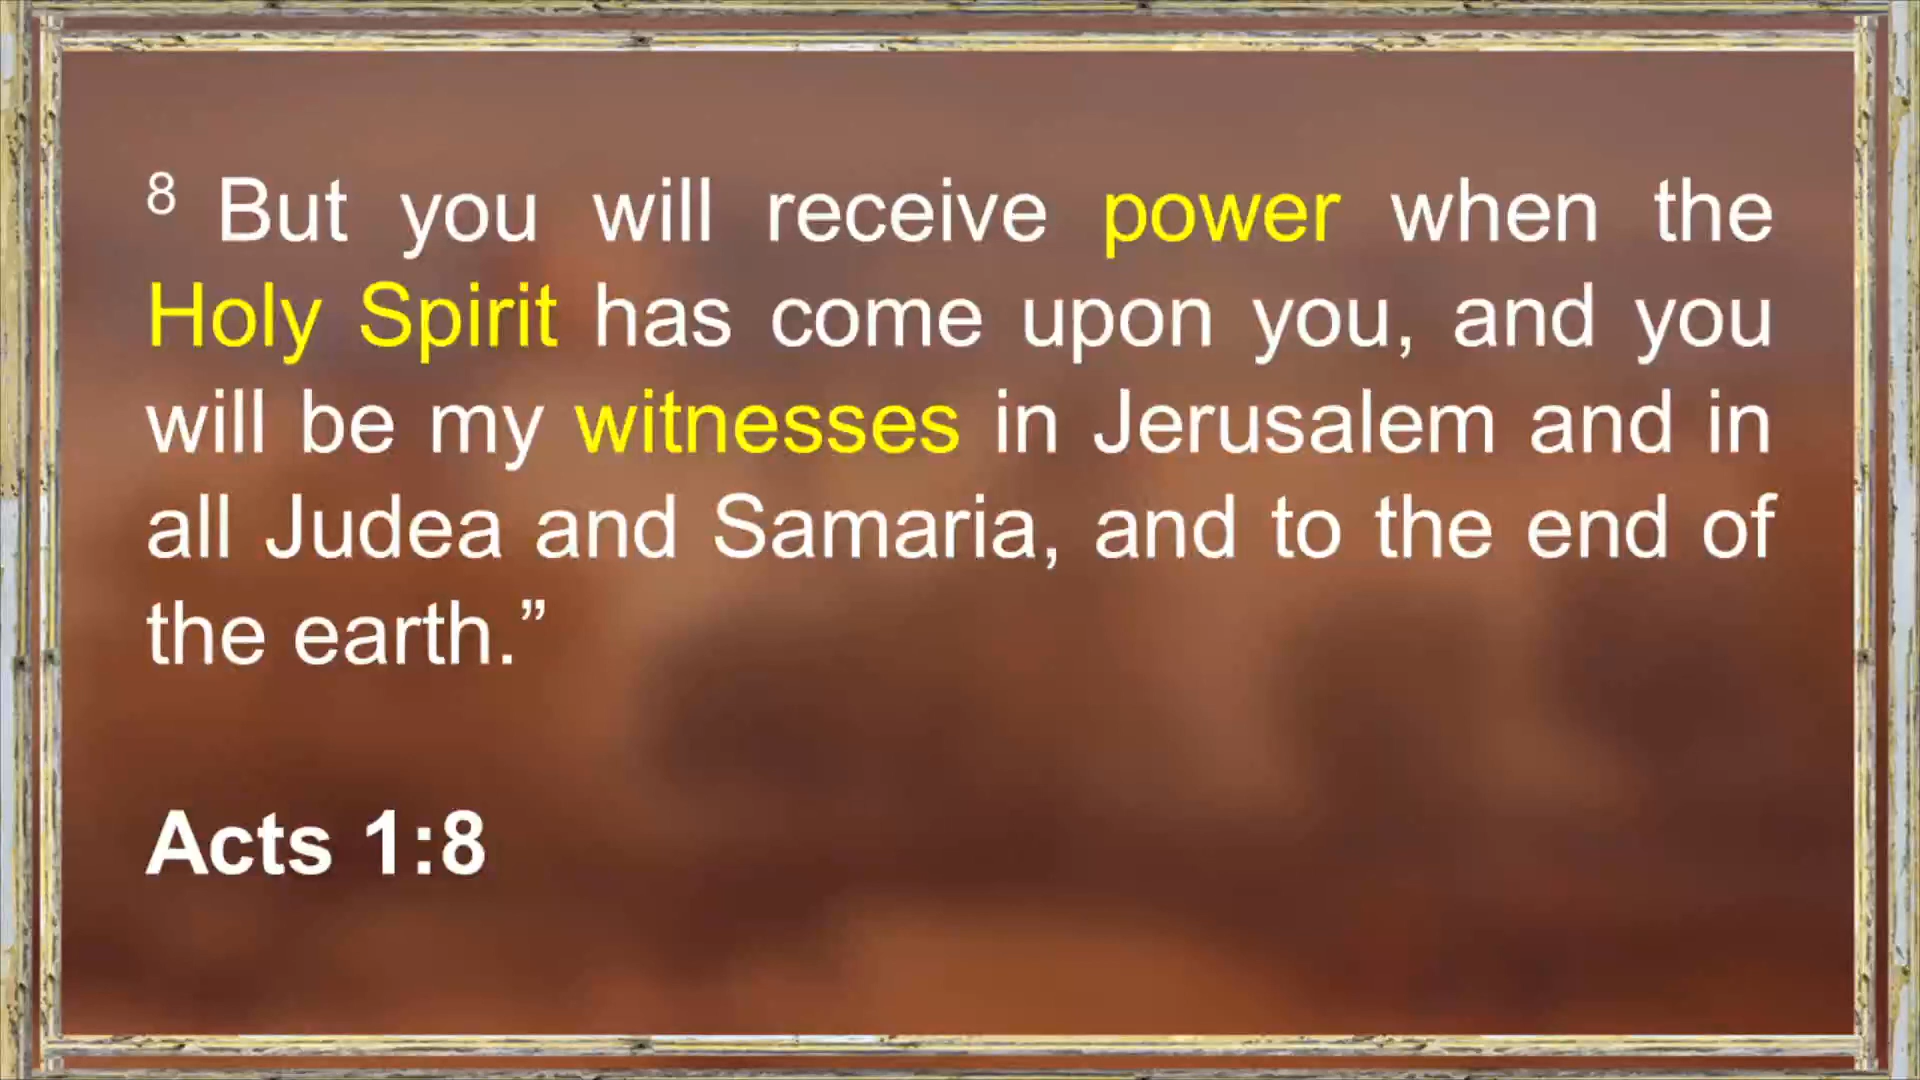 8 But you will receive power when the
Holy Spirit has come upon you, and you
will be my witnesses in Jerusalem and in
all Judea and Samaria, and to the end of
the earth.”
Acts 1:8